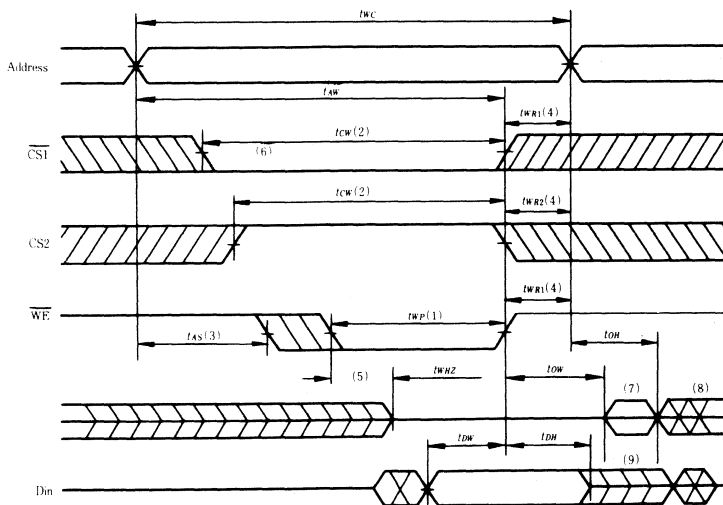 twc
Address
tAW
tWR1(4)
tCW(2)
CS1
(6)
tCW(2)
tWR2(4)
CS2
tWR1(4)
WE
tWP(1)
tAS(3)
tOH
(5)
tWHZ
tOW
(7)
(8)
tDW
tDH
(9)
Din